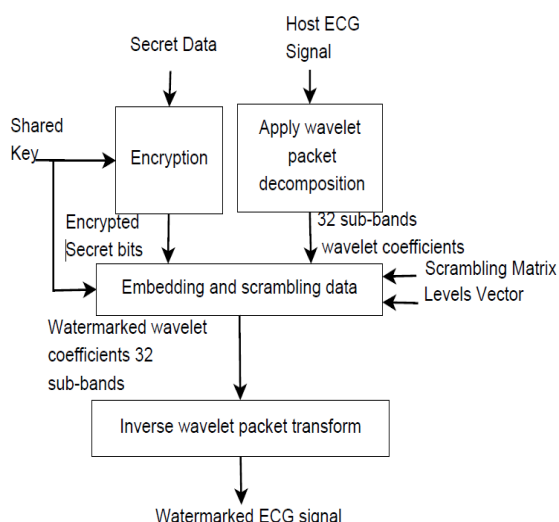 Secret Data
Host ECG
Signal
Shared
Key
Encryption
Apply wavelet
packet
decomposition
Encrypted
Secret bits
32 sub-bands
wavelet coefficients
Embedding and scrambling data
Scrambling Matrix
Levels Vector
Watermarked wavelet
coefficients 32
sub-bands
Inverse wavelet packet transform
Watermarked ECG signal